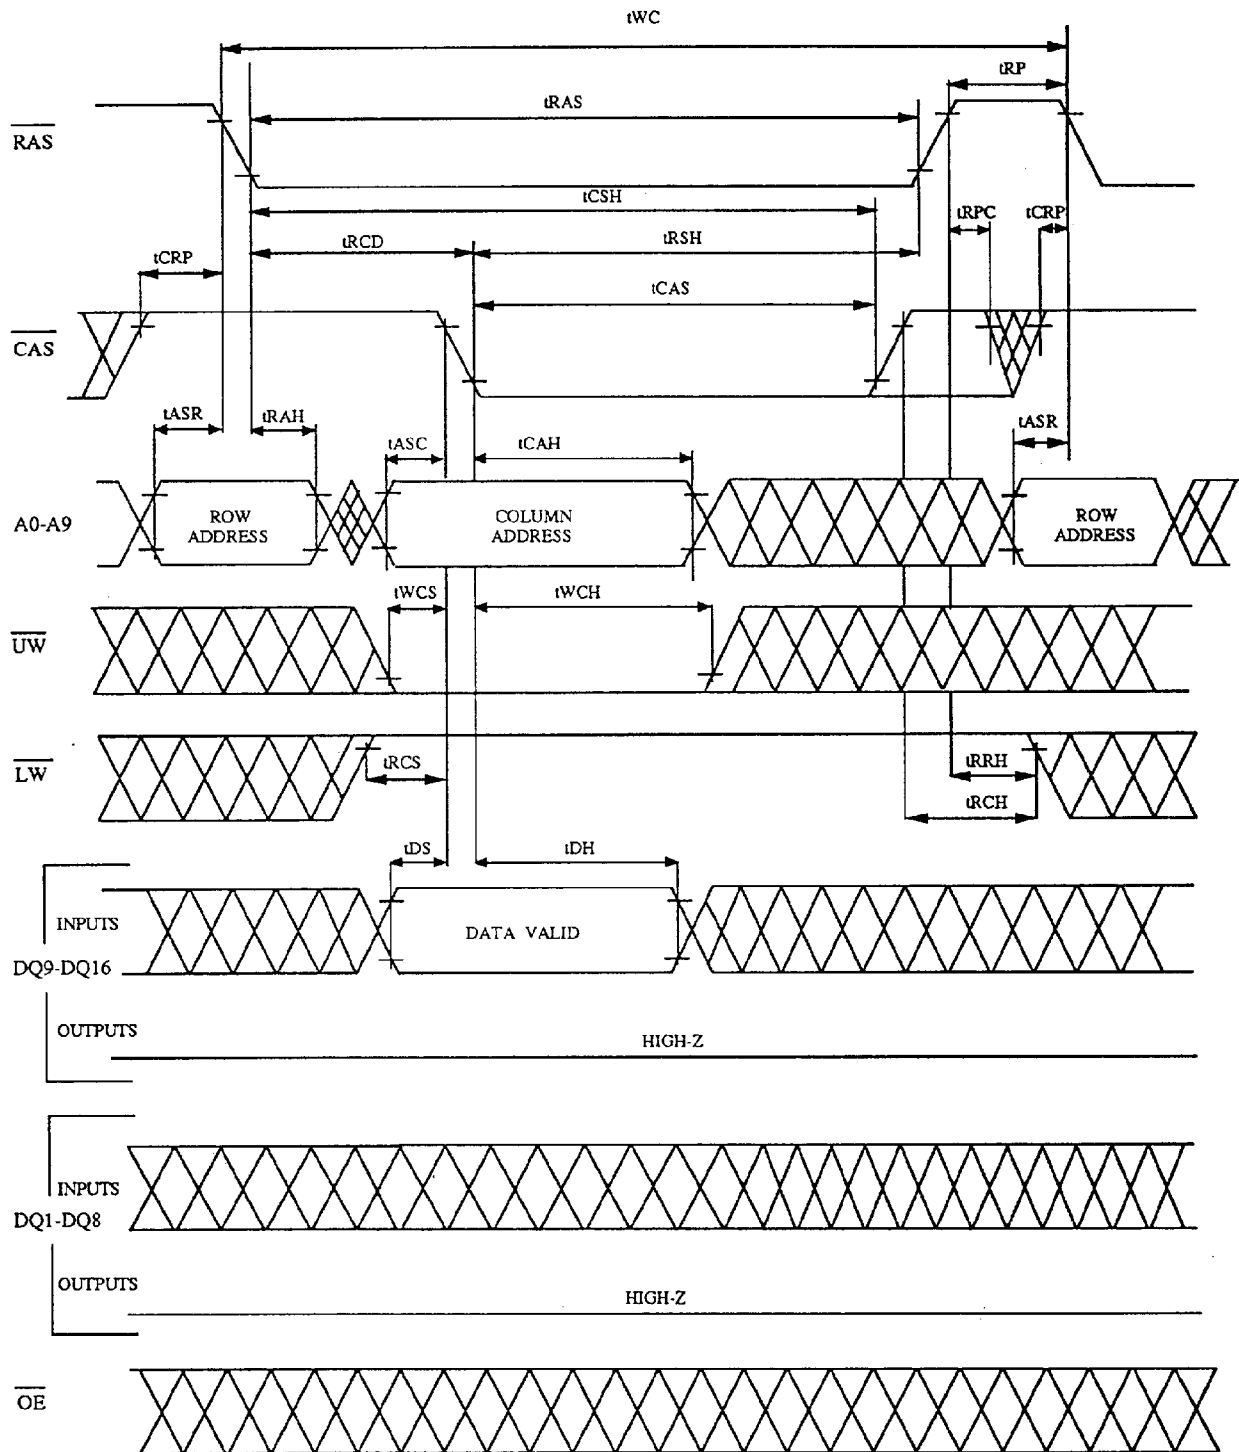 tWC
tRP
tRAS
RAS
tCSH
tRPC
tCRP
tRCD
tRSH
tCRP
tCAS
CAS
tASR
tRAH
tASC
tCAH
tASR
A0-A9
ROW
ADDRESS
COLUMN
ADDRESS
ROW
ADDRESS
tWCS
tWCH
UW
LW
tRCS
tRRH
tRCH
tDS
tDH
INPUTS
DATA VALID
DQ9-DQ16
OUTPUTS
HIGH-Z
INPUTS
DQ1-DQ8
OUTPUTS
HIGH-Z
OE